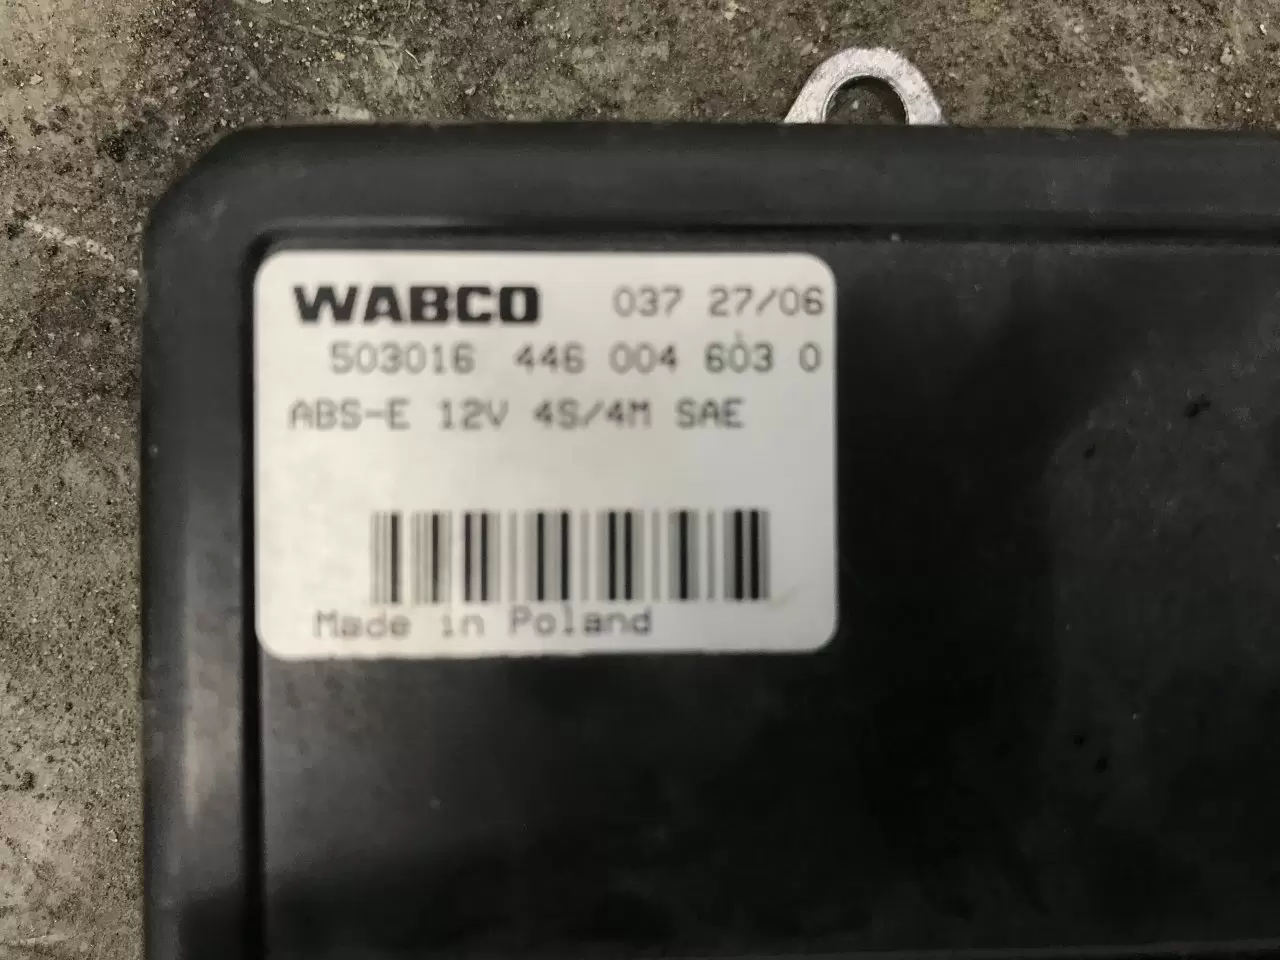 WABCO 037 27/06
503016 446 004 603 0
ABS-E 12V 4S/4M SAE
Made in Poland